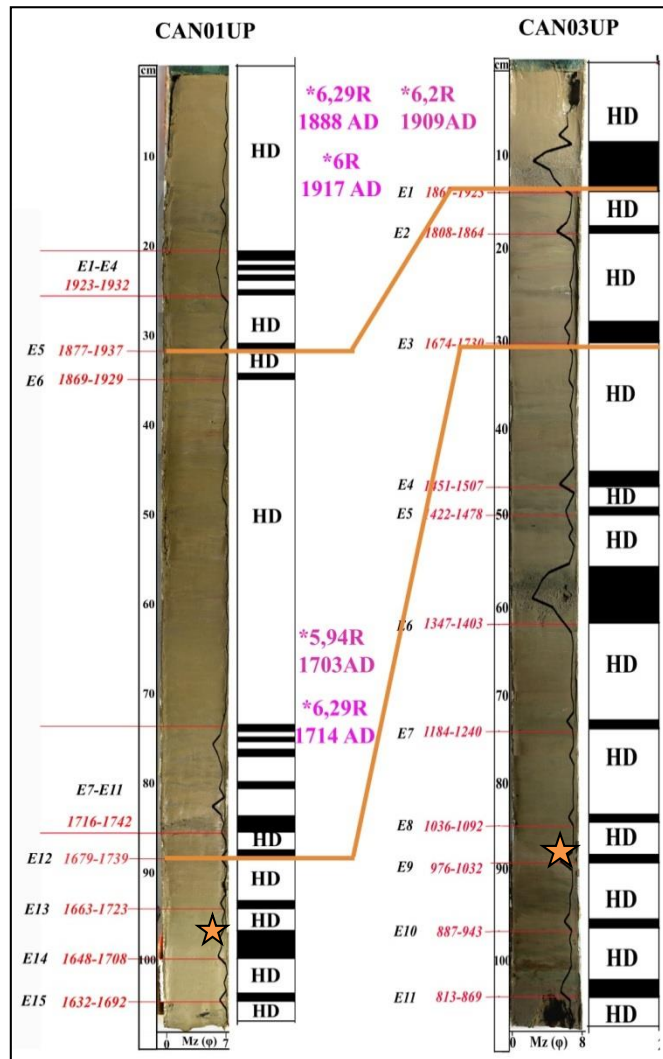 CAN01UP
CAN03UP
cm
cm
0
*6,29R
*6,2R
HD
1888 AD
1909AD
HD
10
10
*6R
1917 AD
E1
HD
E2 1808-1864
20
20
E1-E4
1923-1932
HD
HD
30
30
E5 1877-1937
HD
E3 1674-1730
E6 1869-1929
HD
40
40
E4 1451-1507
HD
HD
50
E5 422-1478
50
HD
60
60
*5,94R
E6 1347-1403
1703AD
HD
70
70
*6,29R
1714 AD
E7 1184-1240
HD
E7-E11
80
80
1716-1742
E8 1036-1092
HD
HD
E12 1679-1739
E9 976-1032
90
90
HD
HD
E13 1663-1723
HD
E10 887-943
E14 1648-1708
100
100
HD
HD
E15 1632-1692
E11 813-869
HD
HD
0 Mz (φ) 7
0 Mz (φ) 8